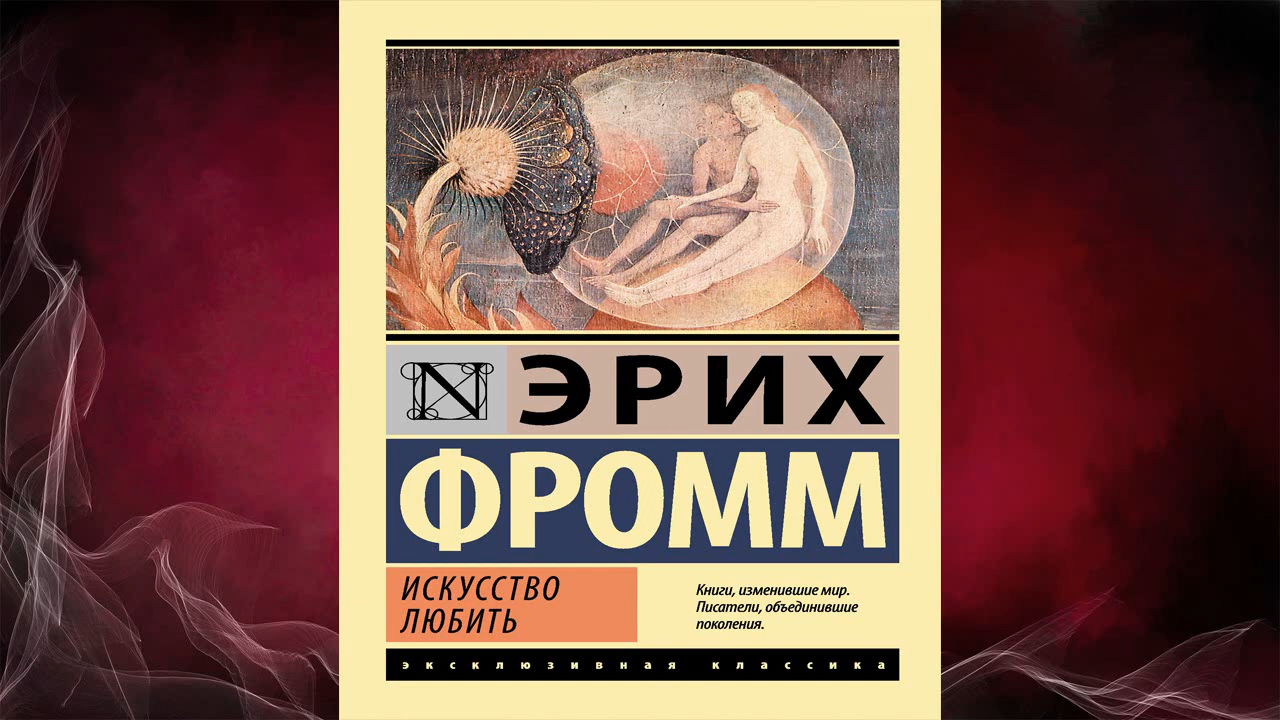 N ЭРИХ
ФРОММ
ИСКУССТВО
ЛЮБИТЬ
Книги, изменившие мир.
Писатели, объединившие
поколения.
эксклюзивная классика